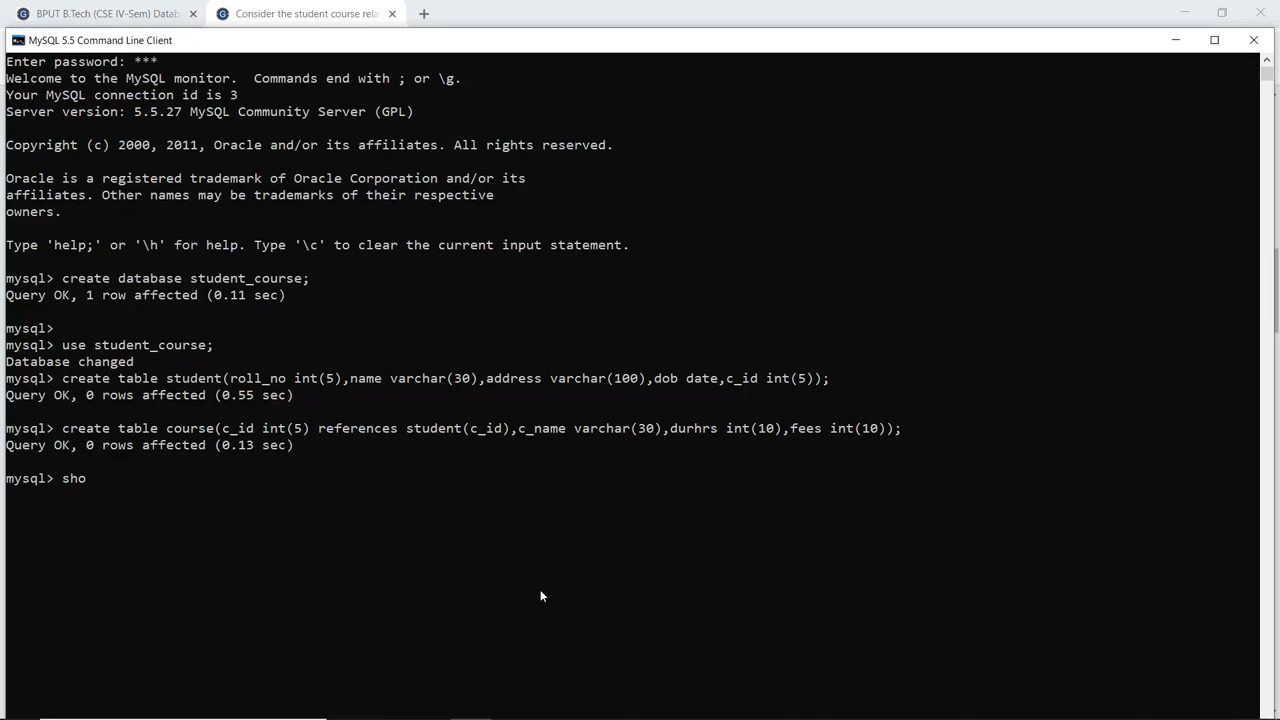 BPUT B.Tech (CSE IV-Sem) Datab
Consider the student course rela
MySQL 5.5 Command Line Client
Enter password: ***
Welcome to the MySQL monitor.  Commands end with ; or \g.
Your MySQL connection id is 3
Server version: 5.5.27 MySQL Community Server (GPL)
Copyright (c) 2000, 2011, Oracle and/or its affiliates. All rights reserved.
Oracle is a registered trademark of Oracle Corporation and/or its
affiliates. Other names may be trademarks of their respective
owners.
Type 'help;' or '\h' for help. Type '\c' to clear the current input statement.
mysql> create database student_course;
Query OK, 1 row affected (0.11 sec)
mysql>
mysql> use student_course;
Database changed
mysql> create table student(roll_no int(5),name varchar(30),address varchar(100),dob date,c_id int(5));
Query OK, 0 rows affected (0.55 sec)
mysql> create table course(c_id int(5) references student(c_id),c_name varchar(30),durhrs int(10),fees int(10));
Query OK, 0 rows affected (0.13 sec)
mysql> sho